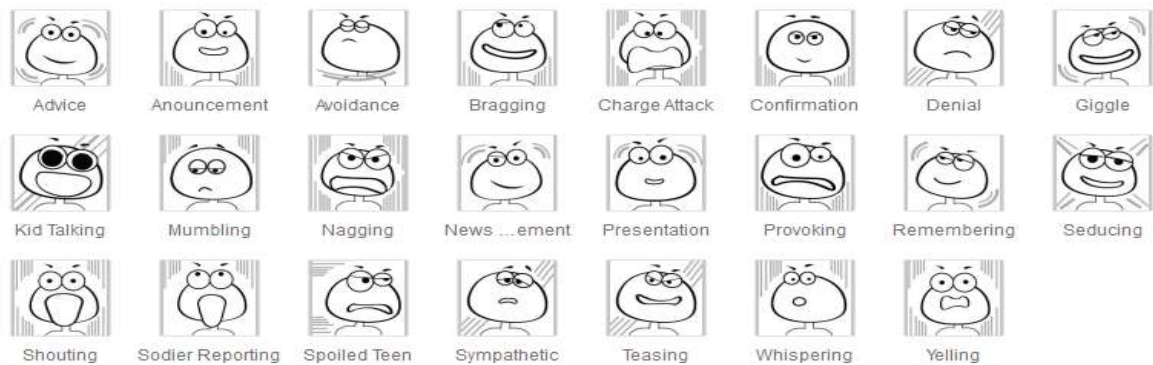 Advice Anouncement Avoidance Bragging Charge Attack Confirmation Denial Giggle
Kid Talking Mumbling Nagging News ...ement Presentation Provoking Remembering Seducing
Shouting Sodier Reporting Spoiled Teen Sympathetic Teasing Whispering Yelling